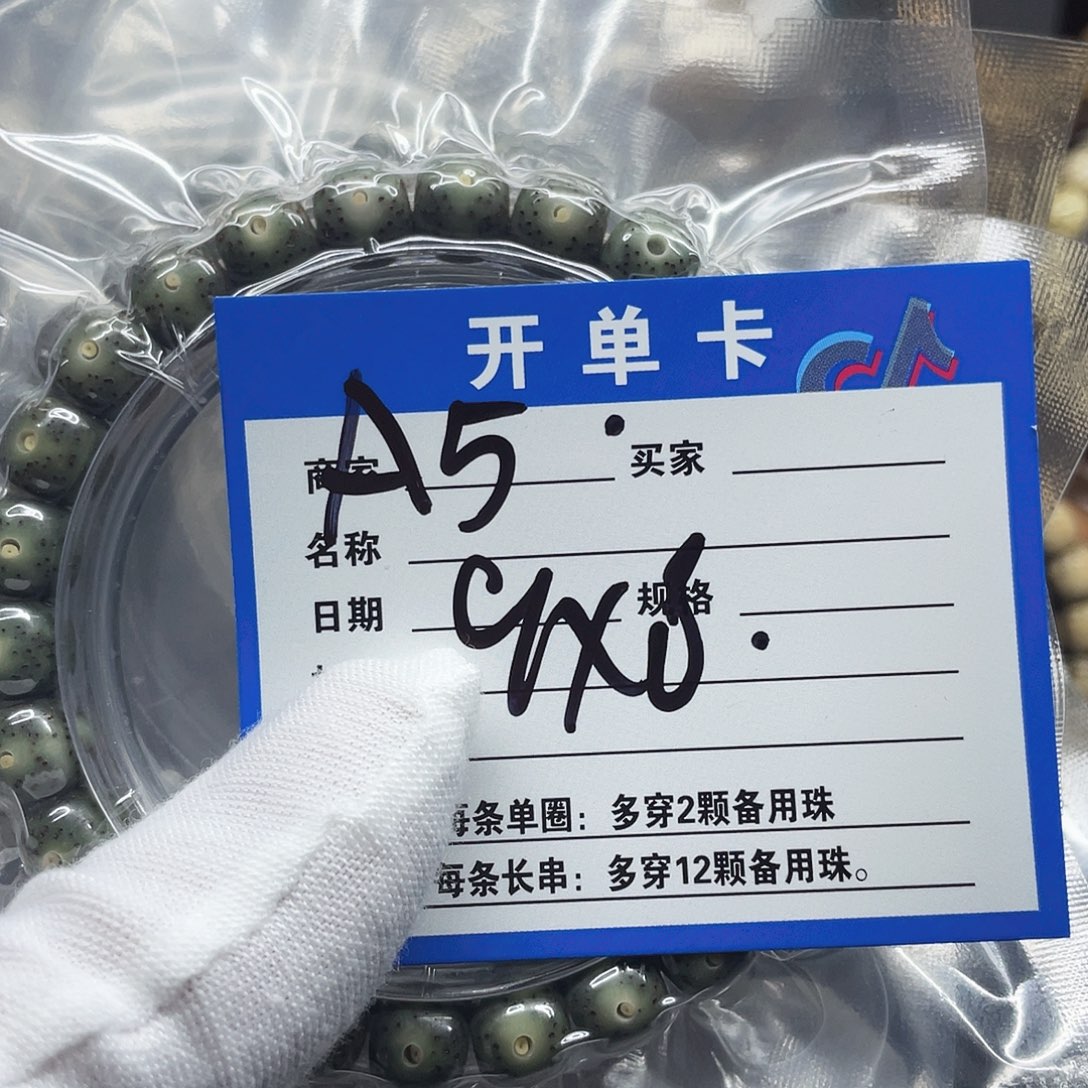 开单卡
商家 A5. 买家
名称
日期 9x8. 规格
每条单圈：多穿2颗备用珠
每条长串：多穿12颗备用珠。